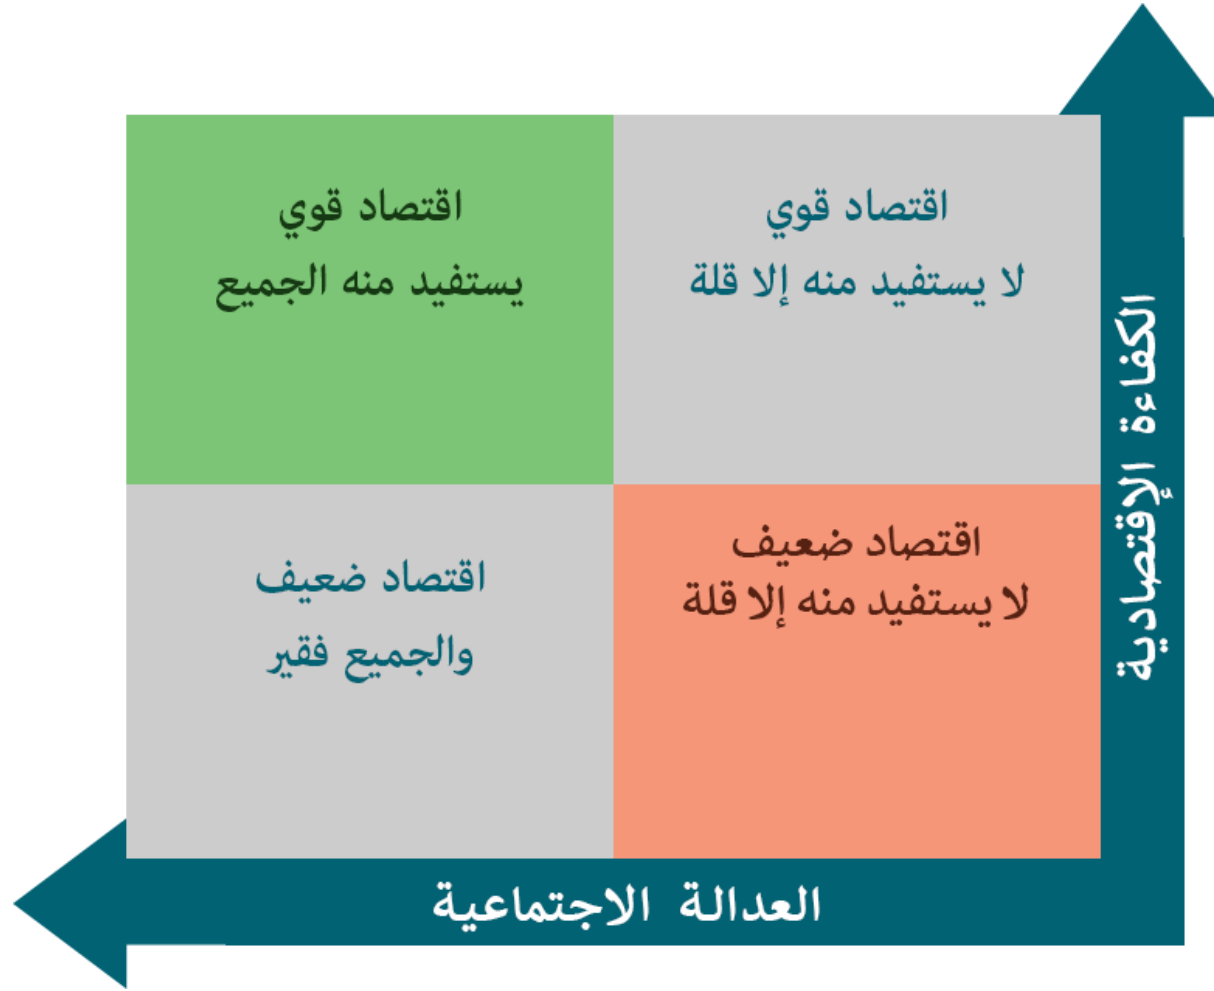 اقتصاد قوي
لا يستفيد منه إلا قلة
اقتصاد قوي
يستفيد منه الجميع
اقتصاد ضعيف
لا يستفيد منه إلا قلة
اقتصاد ضعيف
والجميع فقير
الكفاءة الإقتصادية
العدالة الاجتماعية